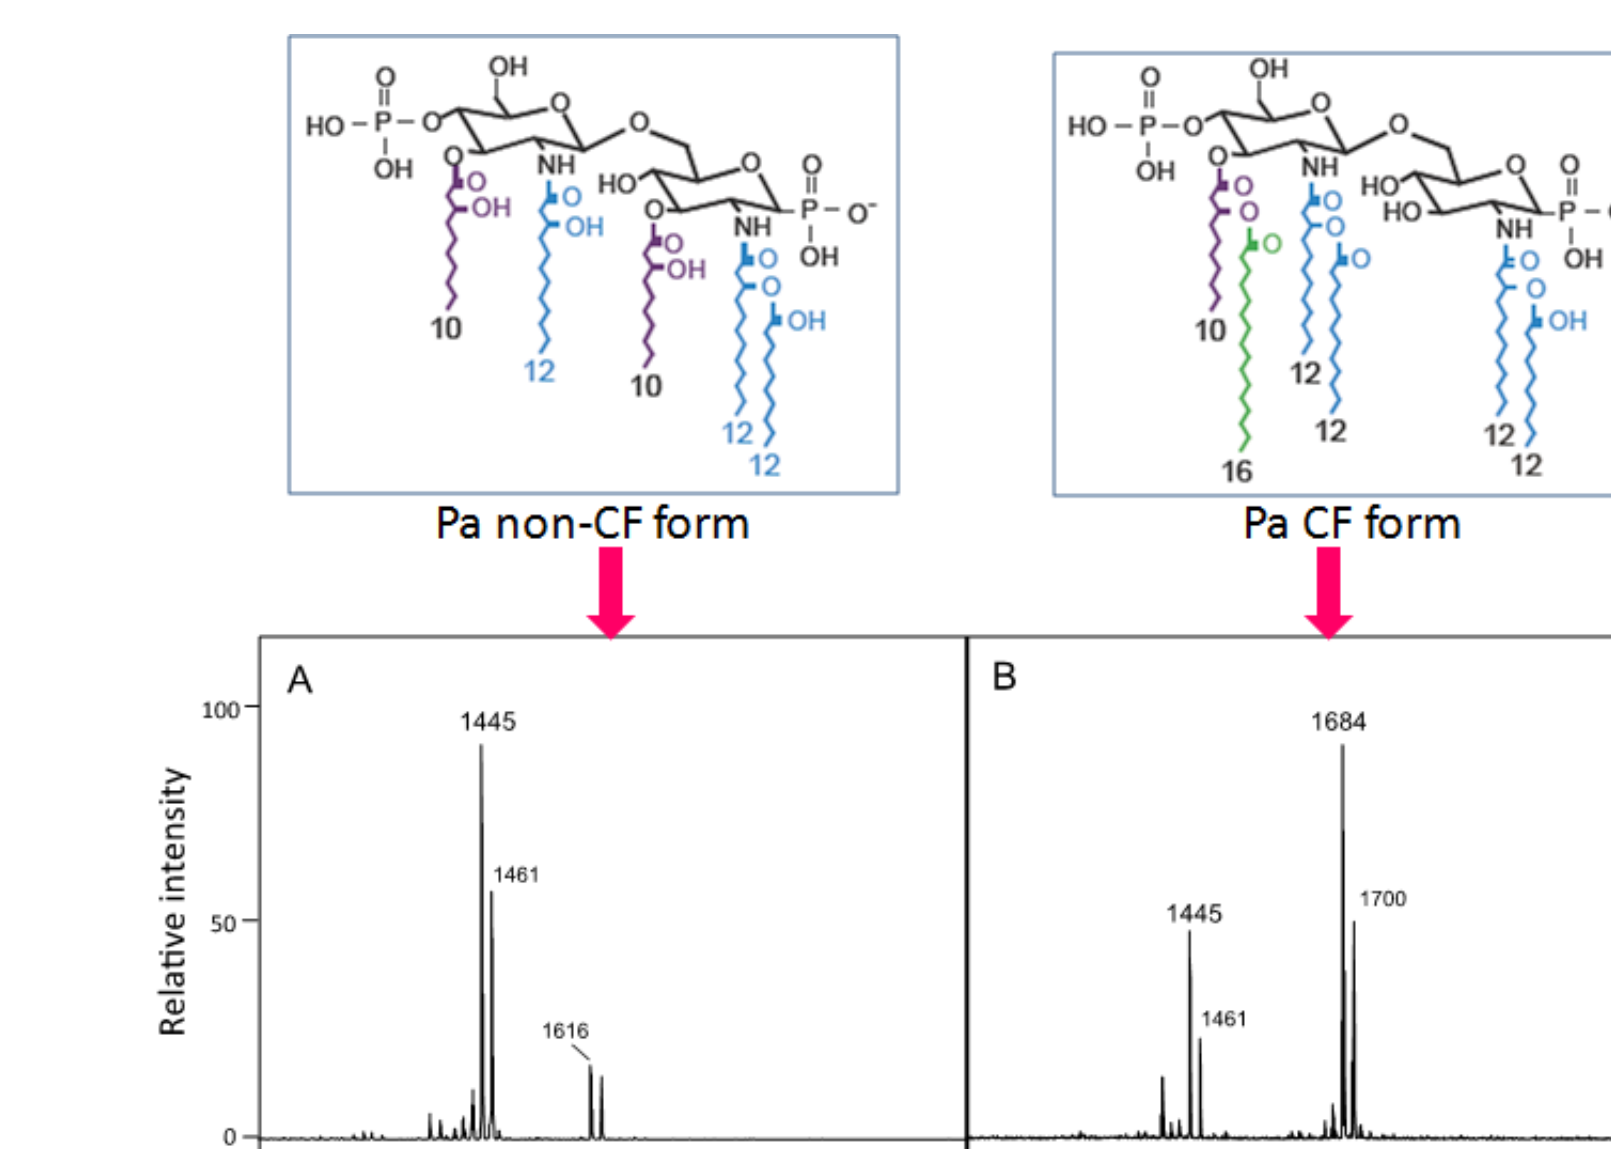 O
OH
O
HO P O
OH
O
O
NH
O
OH
O
OH
HO
O
O
NH
O
P O⁻
OH
O
OH
O
O
OH
10
12
10
12
12
O
OH
O
HO P O
OH
O
O
NH
O
O
O
O
O
O
HO
HO
O
NH
O
P
OH
O
O
OH
10
12
16
12
12
12
Pa non-CF form
Pa CF form
A
B
100
50
0
Relative intensity
1445
1461
1616
1684
1700
1445
1461